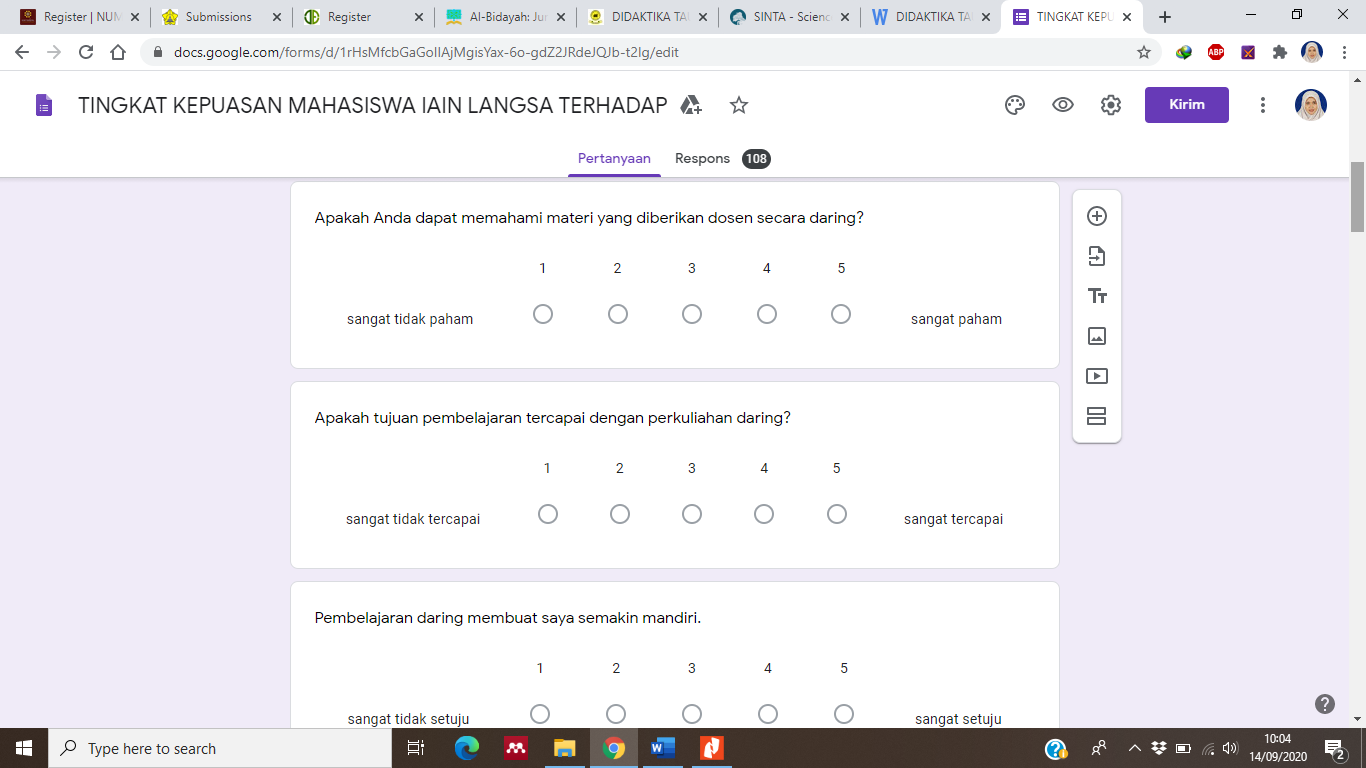 Register | NUM
Submissions
Register
Al-Bidayah: Jur
DIDAKTIKA TA
SINTA - Scienc
DIDAKTIKA TA
TINGKAT KEPU
docs.google.com/forms/d/1rHsMfcbGaGoIlAjMgisYax-6o-gdZ2JRdeJQJb-t2Ig/edit
ABP
TINGKAT KEPUASAN MAHASISWA IAIN LANGSA TERHADAP
Kirim
Pertanyaan Respons 108
Apakah Anda dapat memahami materi yang diberikan dosen secara daring?
1 2 3 4 5
sangat tidak paham sangat paham
Apakah tujuan pembelajaran tercapai dengan perkuliahan daring?
1 2 3 4 5
sangat tidak tercapai sangat tercapai
Pembelajaran daring membuat saya semakin mandiri.
1 2 3 4 5
sangat tidak setuju sangat setuju
Type here to search
10:04
14/09/2020
2